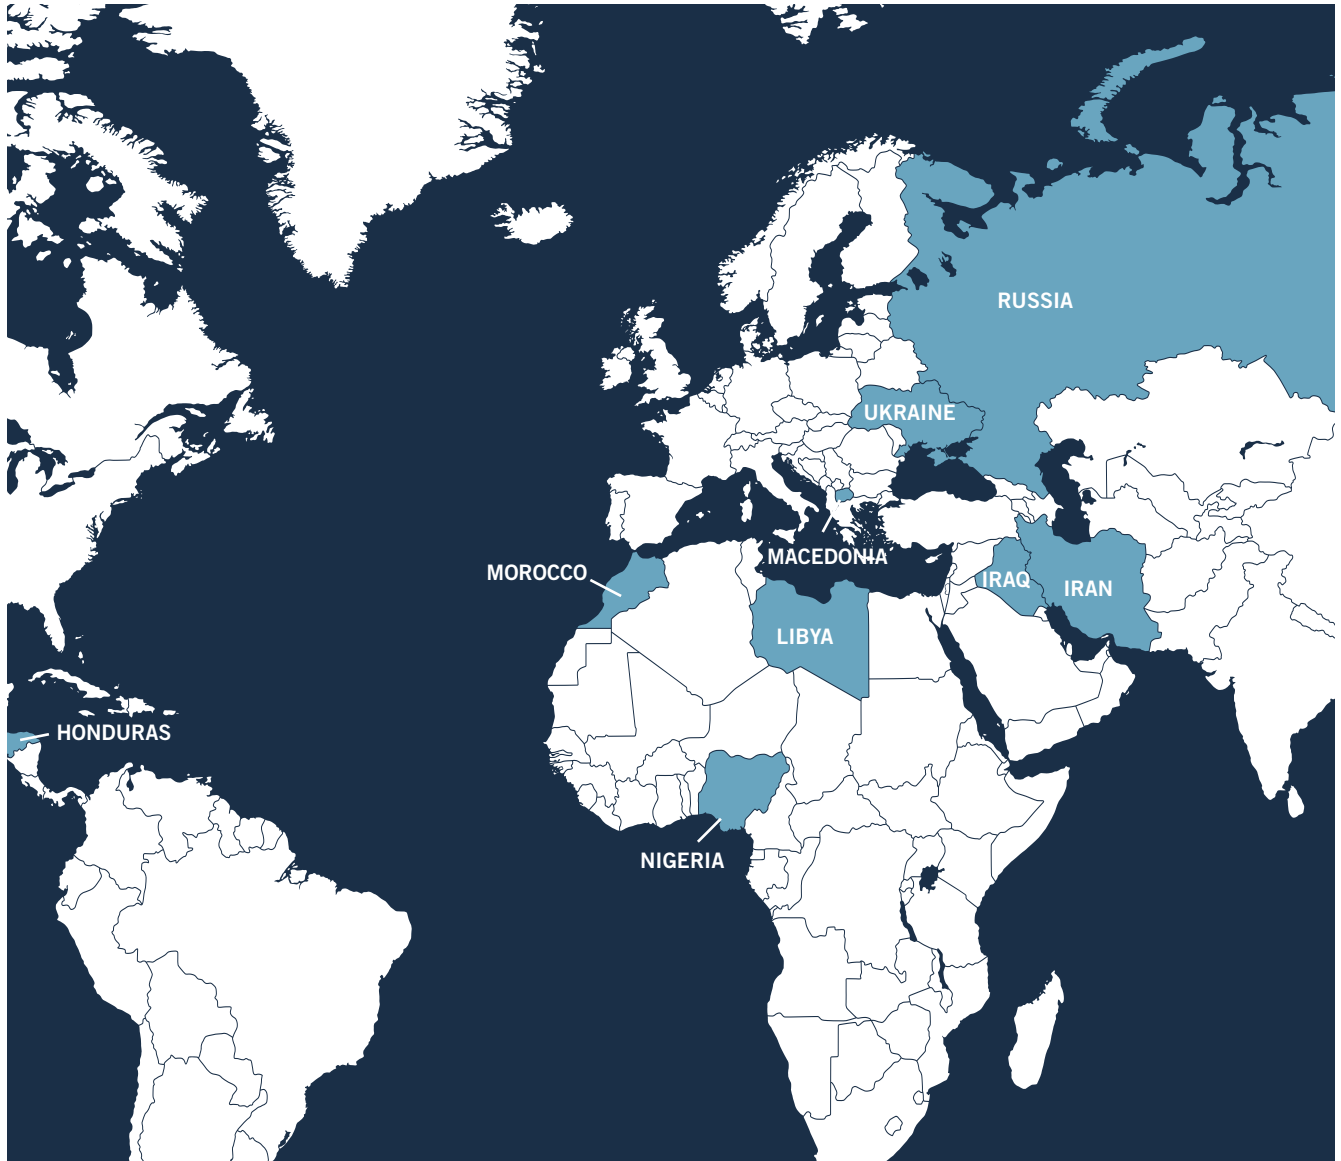 RUSSIA
UKRAINE
MACEDONIA
MOROCCO
IRAQ
IRAN
LIBYA
HONDURAS
NIGERIA